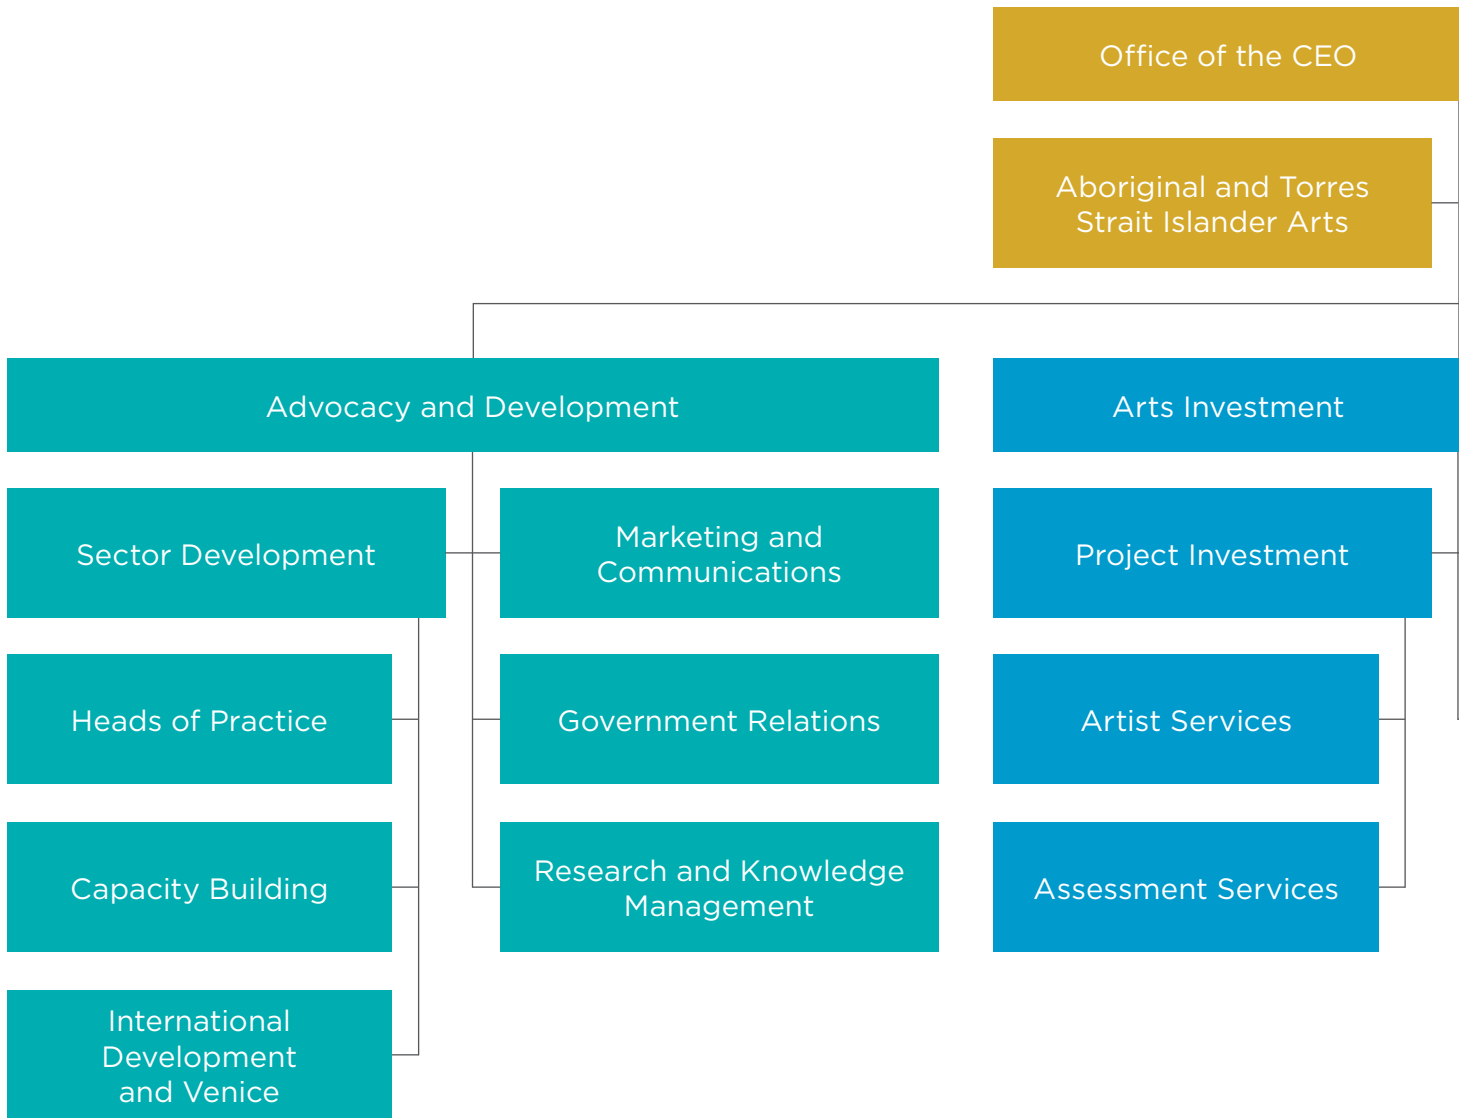 Office of the CEO
Aboriginal and Torres
Strait Islander Arts
Advocacy and Development
Arts Investment
Sector Development
Marketing and
Communications
Project Investment
Heads of Practice
Government Relations
Artist Services
Capacity Building
Research and Knowledge
Management
Assessment Services
International
Development
and Venice